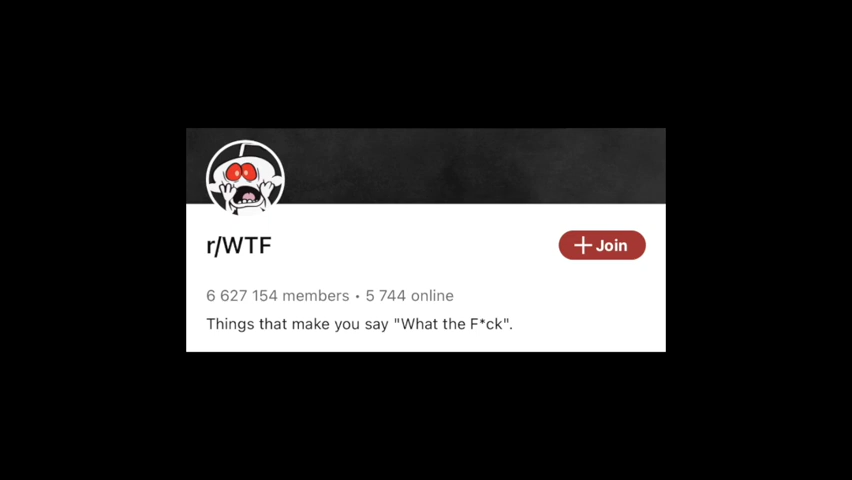 r/WTF
Join
6 627 154 members • 5 744 online
Things that make you say "What the F*ck".